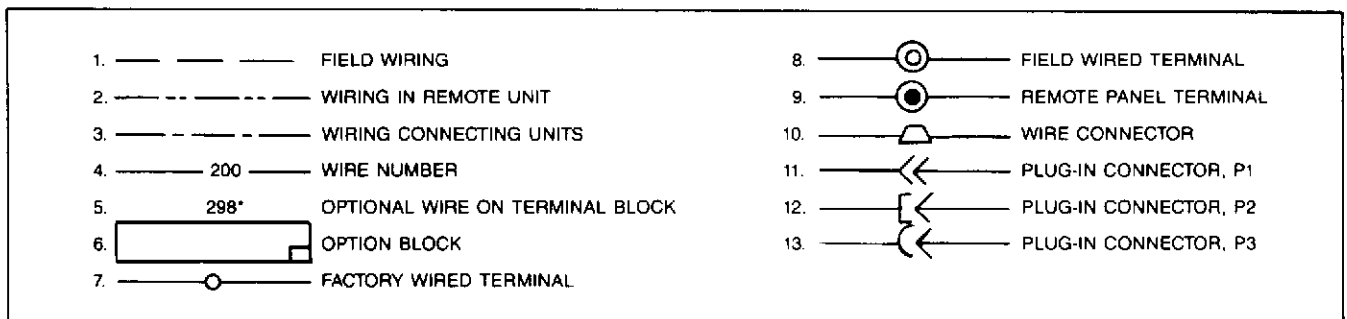 1. FIELD WIRING
2. WIRING IN REMOTE UNIT
3. WIRING CONNECTING UNITS
4. 200 WIRE NUMBER
5. 298* OPTIONAL WIRE ON TERMINAL BLOCK
6. OPTION BLOCK
7. FACTORY WIRED TERMINAL
8. FIELD WIRED TERMINAL
9. REMOTE PANEL TERMINAL
10. WIRE CONNECTOR
11. PLUG-IN CONNECTOR, P1
12. PLUG-IN CONNECTOR, P2
13. PLUG-IN CONNECTOR, P3